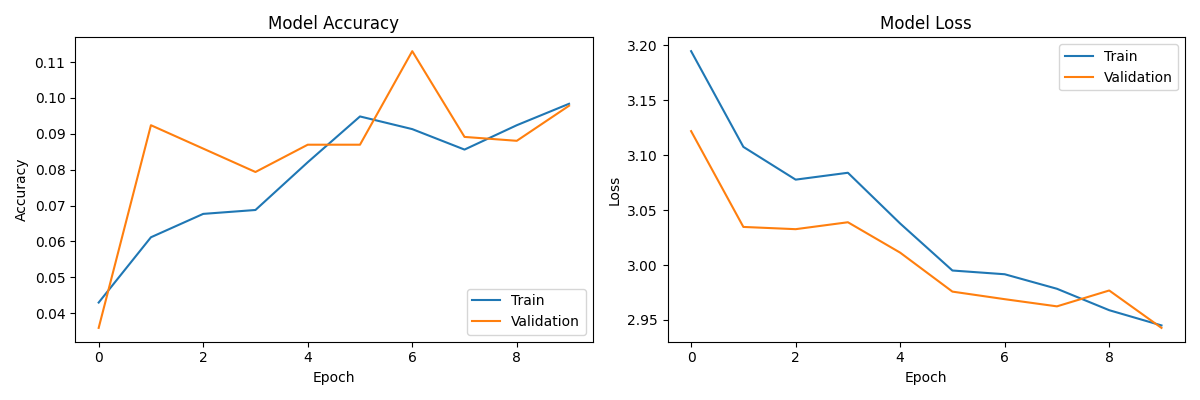 Model Accuracy
Accuracy
0.11
0.10
0.09
0.08
0.07
0.06
0.05
0.04
Train
Validation
0
2
4
6
8
Epoch
Model Loss
Loss
3.20
3.15
3.10
3.05
3.00
2.95
Train
Validation
0
2
4
6
8
Epoch